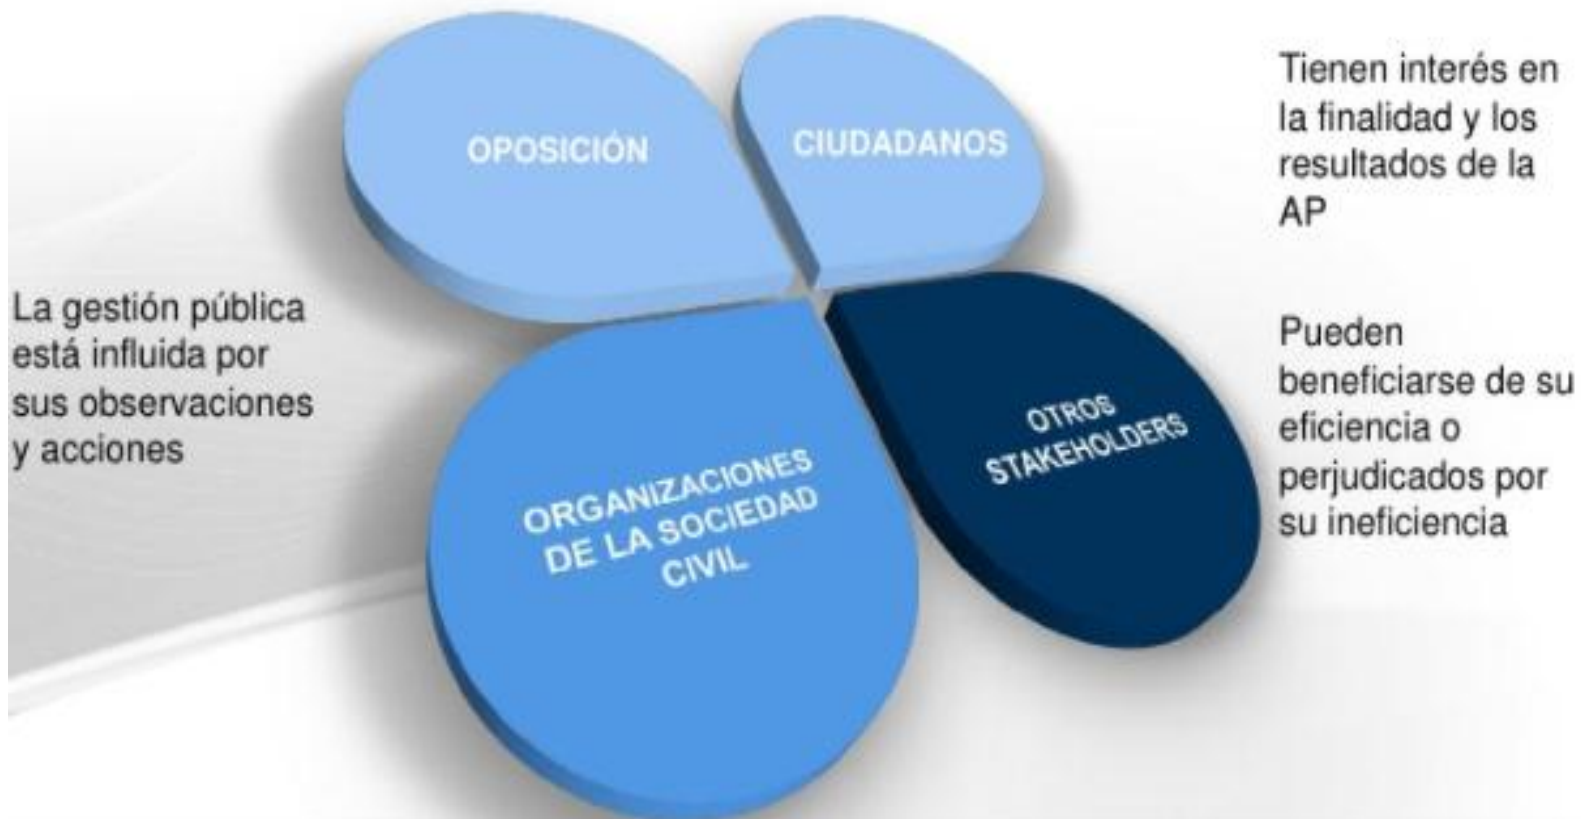 OPOSICIÓN
CIUDADANOS
Tienen interés en
la finalidad y los
resultados de la
AP
La gestión pública
está influida por
sus observaciones
y acciones
ORGANIZACIONES
DE LA SOCIEDAD
CIVIL
OTROS
STAKEHOLDERS
Pueden
beneficiarse de su
eficiencia o
perjudicados por
su ineficiencia